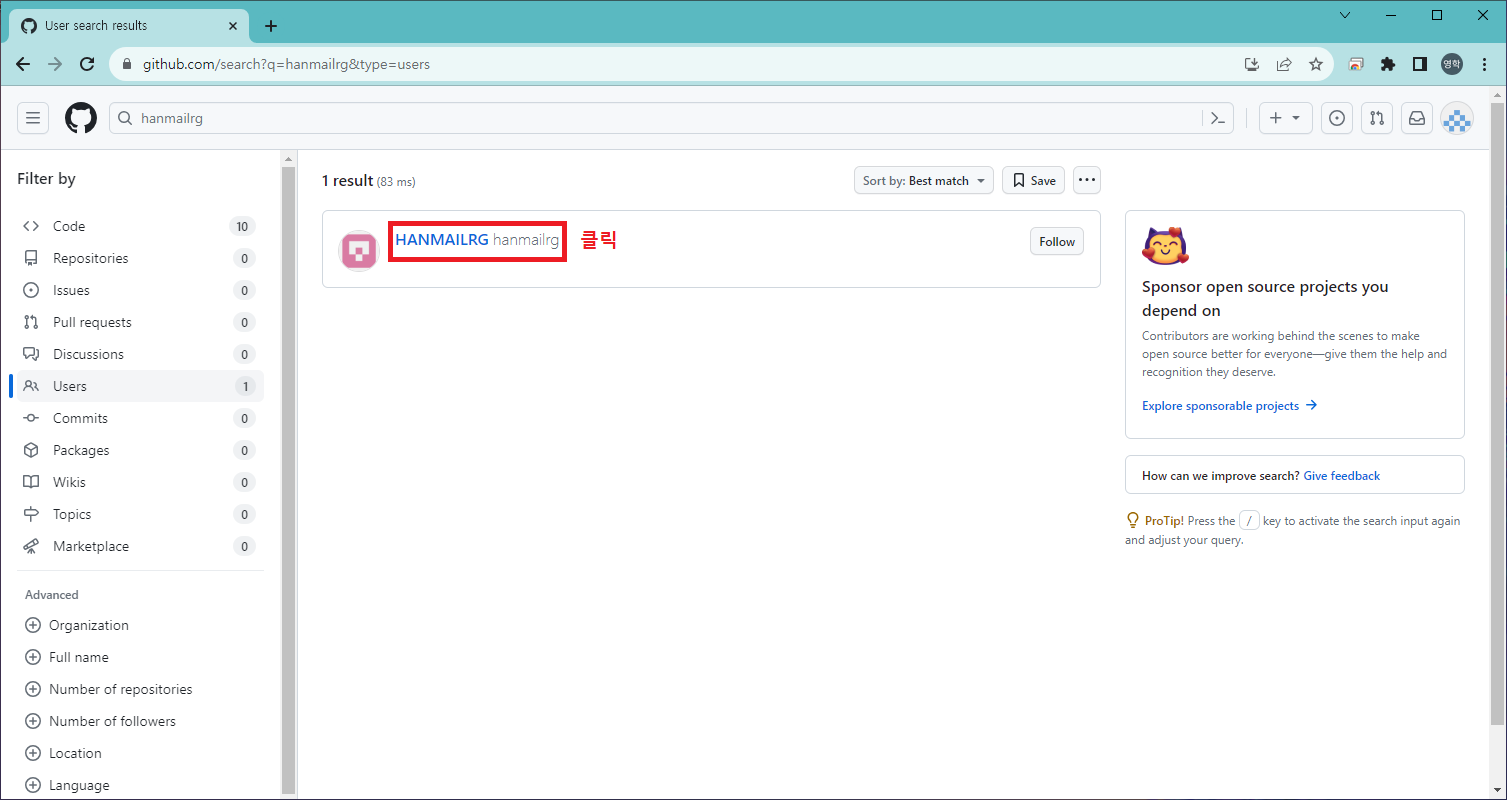 User search results
github.com/search?q=hanmailrg&type=users
영학
hanmailrg
Filter by
Code 10
Repositories 0
Issues 0
Pull requests 0
Discussions 0
Users 1
Commits 0
Packages 0
Wikis 0
Topics 0
Marketplace 0
Advanced
Organization
Full name
Number of repositories
Number of followers
Location
Language
1 result (83 ms)
Sort by: Best match
Save
HANMAILRG hanmailrg
클릭
Follow
Sponsor open source projects you
depend on
Contributors are working behind the scenes to make
open source better for everyone—give them the help and
recognition they deserve.
Explore sponsorable projects
How can we improve search? Give feedback
ProTip! Press the / key to activate the search input again
and adjust your query.